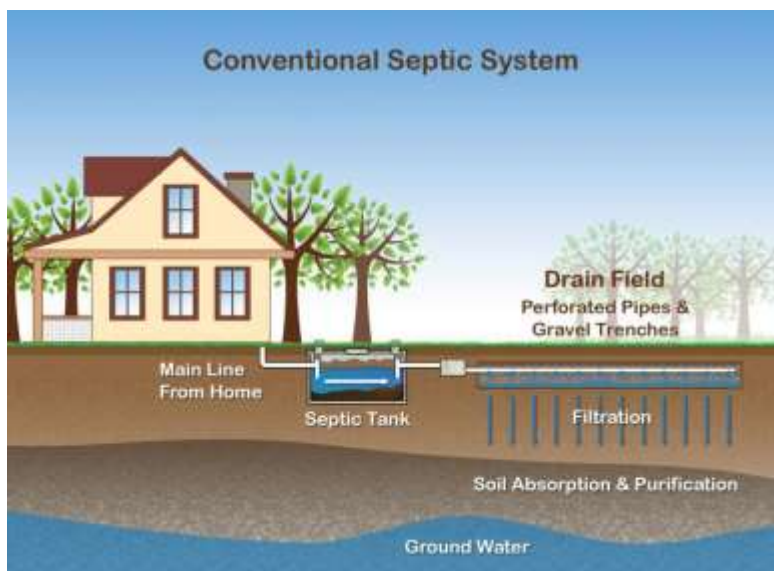 Conventional Septic System
Drain Field
Perforated Pipes &
Gravel Trenches
Main Line
From Home
Septic Tank
Filtration
Soil Absorption & Purification
Ground Water